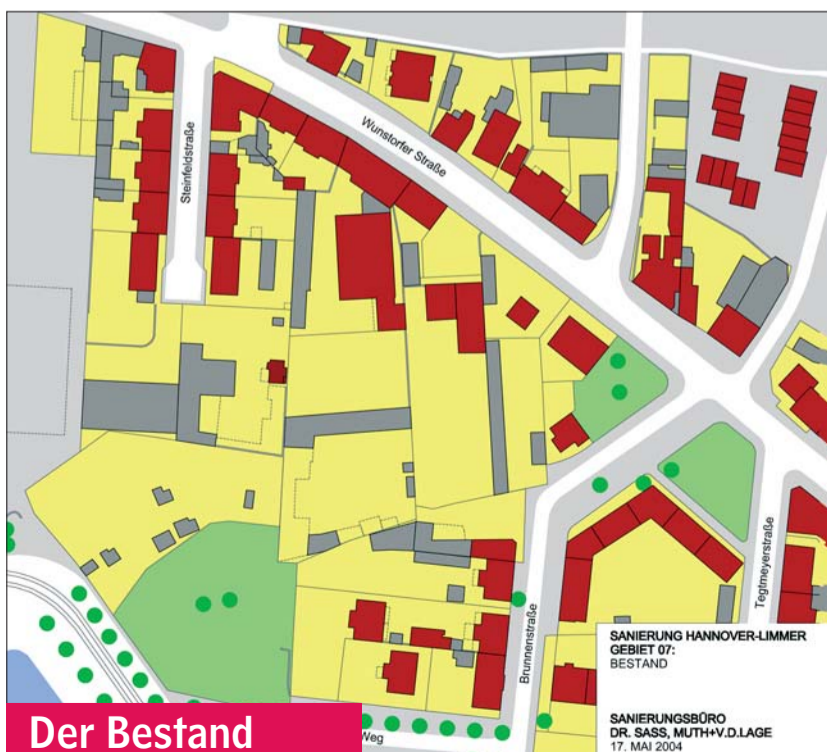 Wunstorfer Straße
Steinfeldstraße
Brunnenstraße
Tegtmeyerstraße
SANIERUNG HANNOVER-LIMMER
GEBIET 07:
BESTAND
SANIERUNGSBÜRO
DR. SASS, MUTH+V.D.LAGE
17. MAI 2004
Weg
Der Bestand